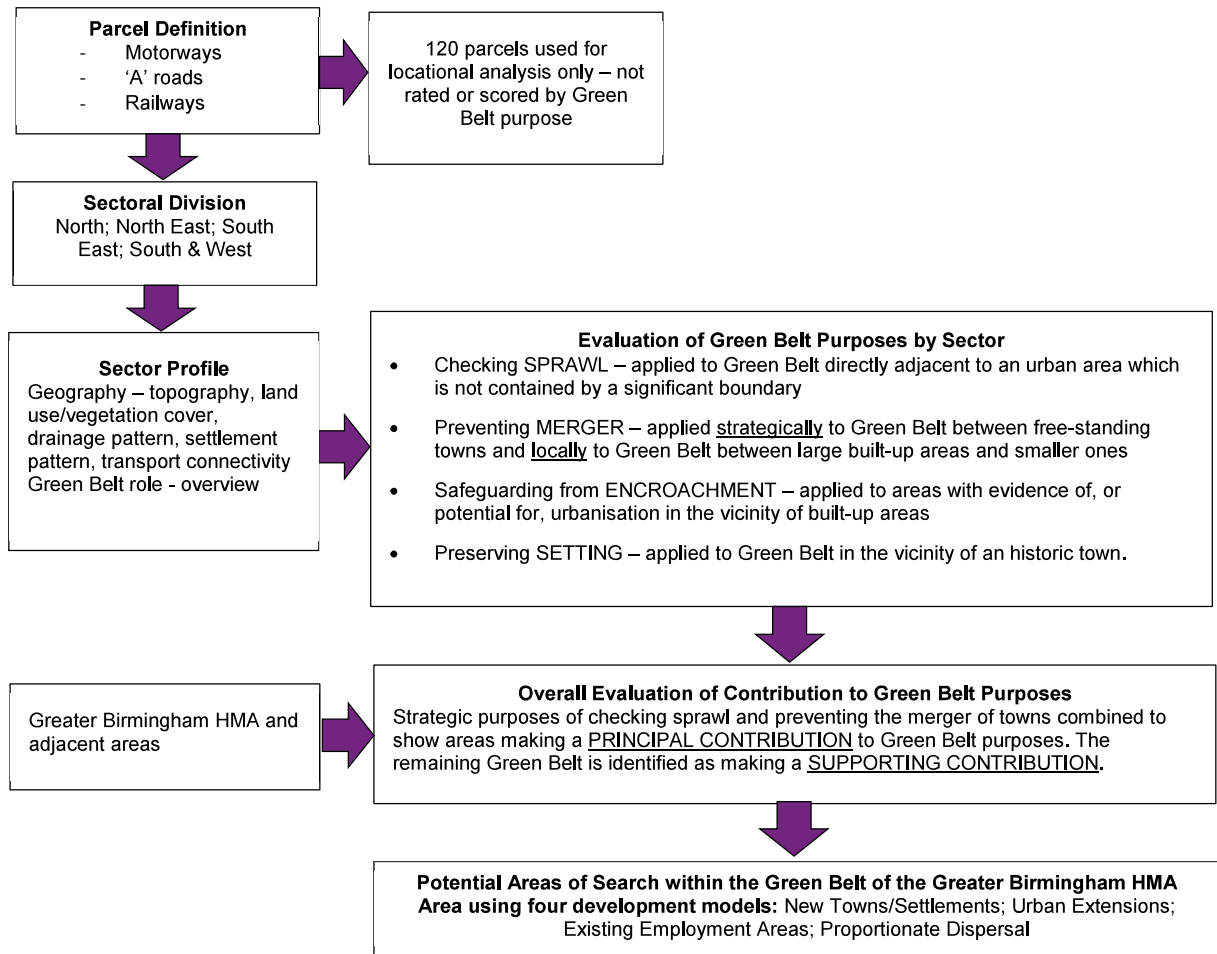 Parcel Definition
- Motorways
- ‘A’ roads
- Railways
120 parcels used for
locational analysis only – not
rated or scored by Green
Belt purpose
Sectoral Division
North; North East; South
East; South & West
Sector Profile
Geography – topography, land
use/vegetation cover,
drainage pattern, settlement
pattern, transport connectivity
Green Belt role - overview
Evaluation of Green Belt Purposes by Sector
• Checking SPRAWL – applied to Green Belt directly adjacent to an urban area which
is not contained by a significant boundary
• Preventing MERGER – applied strategically to Green Belt between free-standing
towns and locally to Green Belt between large built-up areas and smaller ones
• Safeguarding from ENCROACHMENT – applied to areas with evidence of, or
potential for, urbanisation in the vicinity of built-up areas
• Preserving SETTING – applied to Green Belt in the vicinity of an historic town.
Greater Birmingham HMA and
adjacent areas
Overall Evaluation of Contribution to Green Belt Purposes
Strategic purposes of checking sprawl and preventing the merger of towns combined to
show areas making a PRINCIPAL CONTRIBUTION to Green Belt purposes. The
remaining Green Belt is identified as making a SUPPORTING CONTRIBUTION.
Potential Areas of Search within the Green Belt of the Greater Birmingham HMA
Area using four development models: New Towns/Settlements; Urban Extensions;
Existing Employment Areas; Proportionate Dispersal